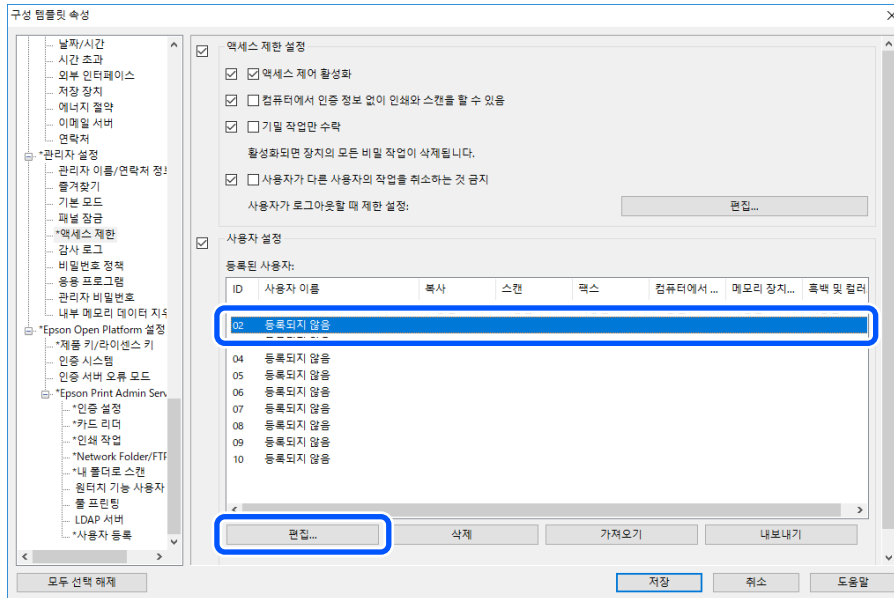 구성 템플릿 속성
날짜/시간
시간 초과
외부 인터페이스
저장 장치
에너지 절약
이메일 서버
연락처
*관리자 설정
관리자 이름/연락처
즐겨찾기
기본 모드
패널 잠금
*액세스 제한
감사 로그
비밀번호 정책
응용 프로그램
관리자 비밀번호
내부 메모리 데이터
*Epson Open Platform 설정
*제품 키/라이센스 키
인증 시스템
인증 서버 오류 모드
*Epson Print Admin Serv
*인증 설정
*카드 리더
*인쇄 작업
*Network Folder/FTP
*내 폴더로 스캔
원터치 기능 사용자
풀 프린팅
LDAP 서버
*사용자 등록
모두 선택 해제
액세스 제한 설정
액세스 제어 활성화
컴퓨터에서 인증 정보 없이 인쇄와 스캔을 할 수 있음
기밀 작업만 수락
활성화되면 장치의 모든 비밀 작업이 삭제됩니다.
사용자가 다른 사용자의 작업을 취소하는 것 금지
사용자가 로그아웃할 때 제한 설정: 편집...
사용자 설정
등록된 사용자:
ID 사용자 이름 복사 스캔 팩스 컴퓨터에서 ... 메모리 장치... 흑백 및 컬러
02 등록되지 않음
04 등록되지 않음
05 등록되지 않음
06 등록되지 않음
07 등록되지 않음
08 등록되지 않음
09 등록되지 않음
10 등록되지 않음
편집... 삭제 가져오기 내보내기
저장 취소 도움말